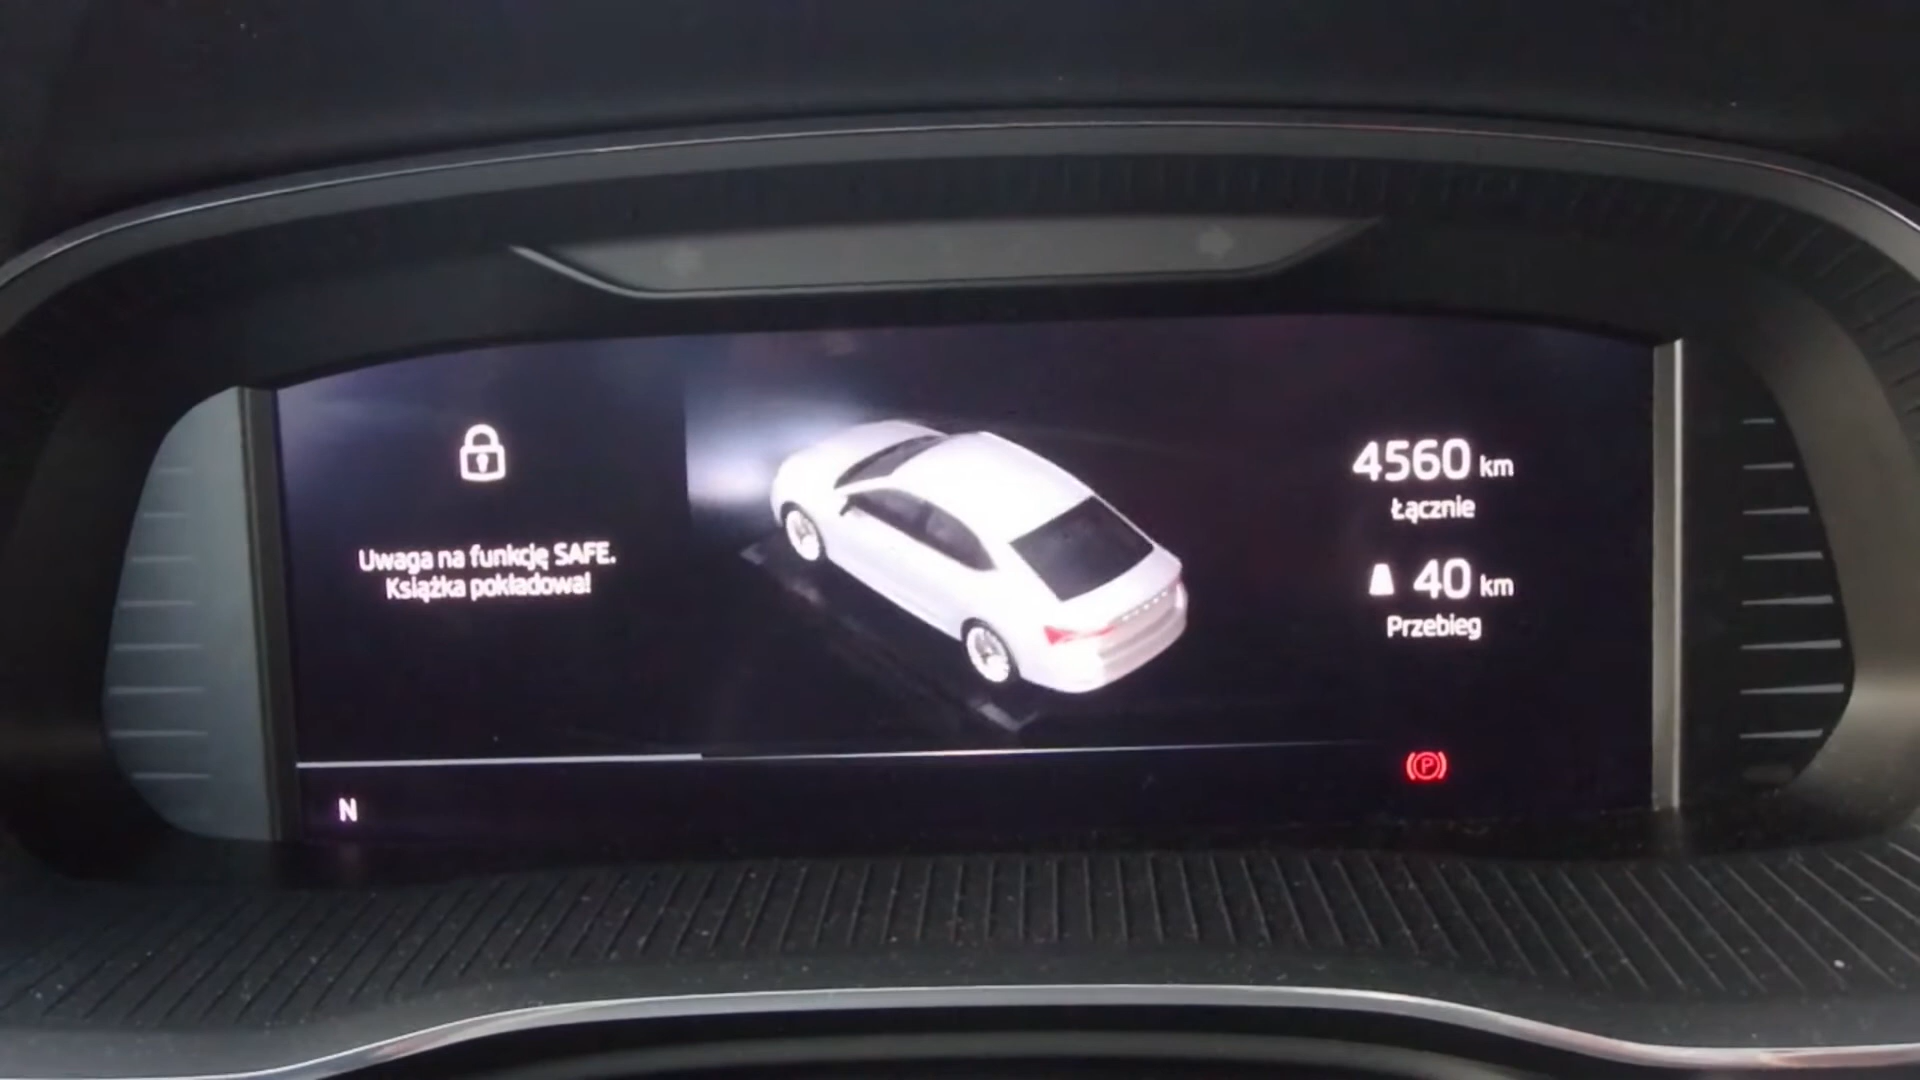 Uwaga na funkcję SAFE.
Książka pokładowa!
4560 km
Łącznie
40 km
Przebieg
N
P